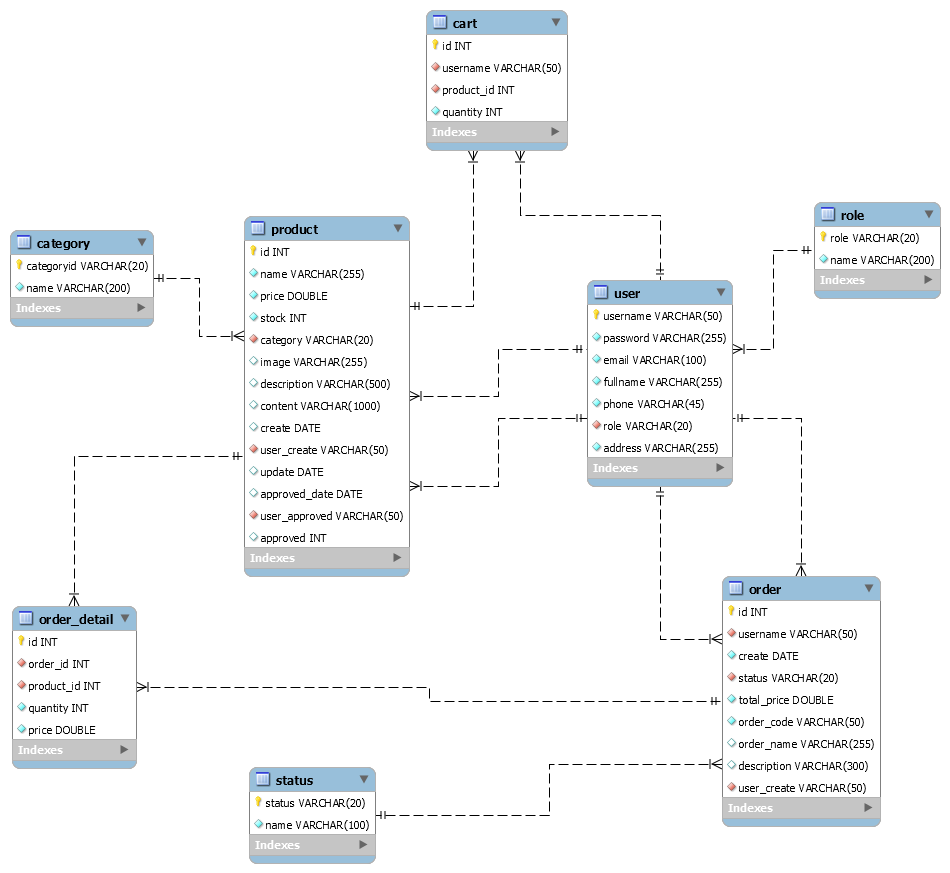 cart
id INT
username VARCHAR(50)
product_id INT
quantity INT
Indexes
category
categoryid VARCHAR(20)
name VARCHAR(200)
Indexes
product
id INT
name VARCHAR(255)
price DOUBLE
stock INT
category VARCHAR(20)
image VARCHAR(255)
description VARCHAR(500)
content VARCHAR(1000)
create DATE
user_create VARCHAR(50)
update DATE
approved_date DATE
user_approved VARCHAR(50)
approved INT
Indexes
user
username VARCHAR(50)
password VARCHAR(255)
email VARCHAR(100)
fullname VARCHAR(255)
phone VARCHAR(45)
role VARCHAR(20)
address VARCHAR(255)
Indexes
role
role VARCHAR(20)
name VARCHAR(200)
Indexes
order_detail
id INT
order_id INT
product_id INT
quantity INT
price DOUBLE
Indexes
status
status VARCHAR(20)
name VARCHAR(100)
Indexes
order
id INT
username VARCHAR(50)
create DATE
status VARCHAR(20)
total_price DOUBLE
order_code VARCHAR(50)
order_name VARCHAR(255)
description VARCHAR(300)
user_create VARCHAR(50)
Indexes